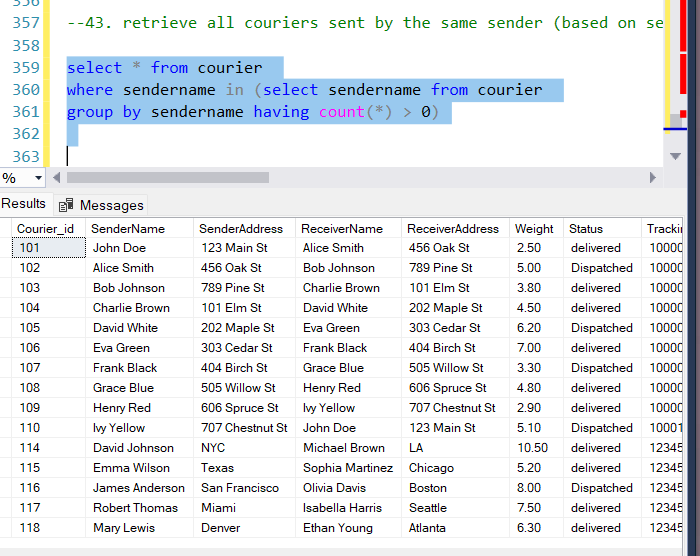 356
357 --43. retrieve all couriers sent by the same sender (based on se
358
359 select * from courier
360 where sendername in (select sendername from courier
361 group by sendername having count(*) > 0)
362
363
%
Results Messages
Courier_id SenderName SenderAddress ReceiverName ReceiverAddress Weight Status Trackin
101 John Doe 123 Main St Alice Smith 456 Oak St 2.50 delivered 10000
102 Alice Smith 456 Oak St Bob Johnson 789 Pine St 5.00 Dispatched 10000
103 Bob Johnson 789 Pine St Charlie Brown 101 Elm St 3.80 delivered 10000
104 Charlie Brown 101 Elm St David White 202 Maple St 4.50 delivered 10000
105 David White 202 Maple St Eva Green 303 Cedar St 6.20 Dispatched 10000
106 Eva Green 303 Cedar St Frank Black 404 Birch St 7.00 delivered 10000
107 Frank Black 404 Birch St Grace Blue 505 Willow St 3.30 Dispatched 10000
108 Grace Blue 505 Willow St Henry Red 606 Spruce St 4.80 delivered 10000
109 Henry Red 606 Spruce St Ivy Yellow 707 Chestnut St 2.90 delivered 10000
110 Ivy Yellow 707 Chestnut St John Doe 123 Main St 5.10 Dispatched 10001
114 David Johnson NYC Michael Brown LA 10.50 delivered 12345
115 Emma Wilson Texas Sophia Martinez Chicago 5.20 delivered 12345
116 James Anderson San Francisco Olivia Davis Boston 8.00 Dispatched 12345
117 Robert Thomas Miami Isabella Harris Seattle 7.50 delivered 12345
118 Mary Lewis Denver Ethan Young Atlanta 6.30 delivered 12345